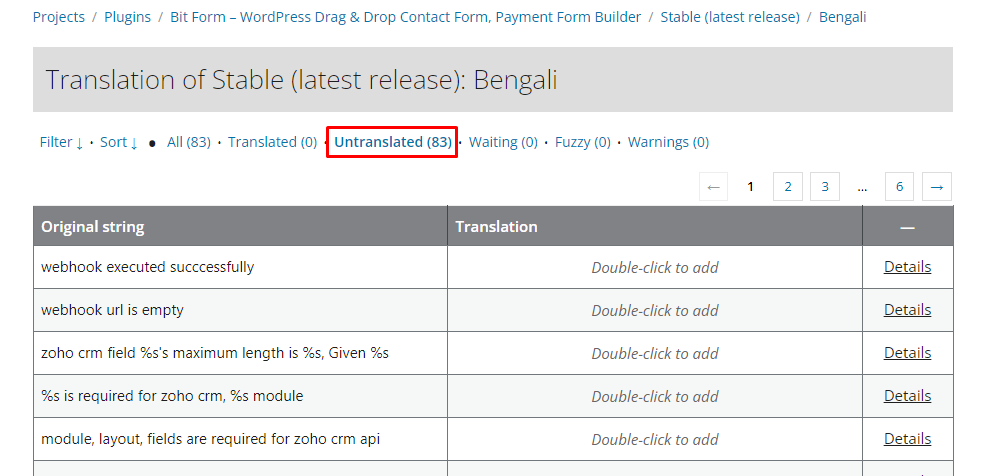 Projects / Plugins / Bit Form – WordPress Drag & Drop Contact Form, Payment Form Builder / Stable (latest release) / Bengali
Translation of Stable (latest release): Bengali
Filter ↓ • Sort ↓ • All (83) • Translated (0) • Untranslated (83) • Waiting (0) • Fuzzy (0) • Warnings (0)
← 1 2 3 … 6 →
Original string Translation —
webhook executed succcessfully Double-click to add Details
webhook url is empty Double-click to add Details
zoho crm field %s's maximum length is %s, Given %s Double-click to add Details
%s is required for zoho crm, %s module Double-click to add Details
module, layout, fields are required for zoho crm api Double-click to add Details